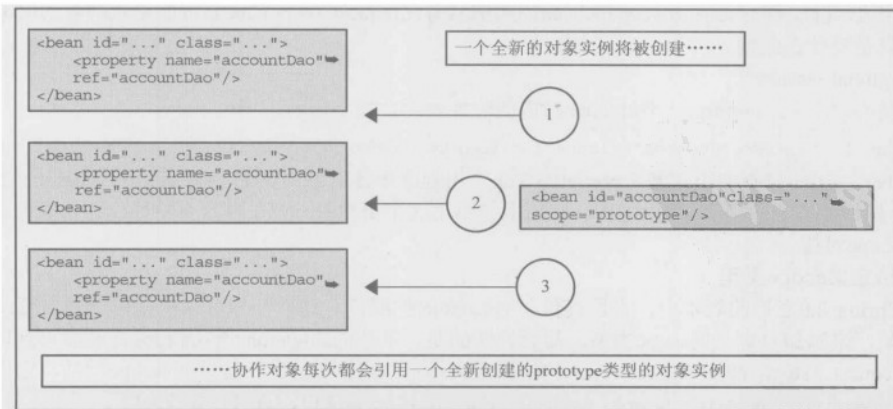 <bean id="..." class="...">
<property name="accountDao"➥
ref="accountDao"/>
</bean>
一个全新的对象实例将被创建……
1
<bean id="..." class="...">
<property name="accountDao"➥
ref="accountDao"/>
</bean>
2
<bean id="accountDao"class="..."➥
scope="prototype"/>
<bean id="..." class="...">
<property name="accountDao"➥
ref="accountDao"/>
</bean>
3
……协作对象每次都会引用一个全新创建的prototype类型的对象实例